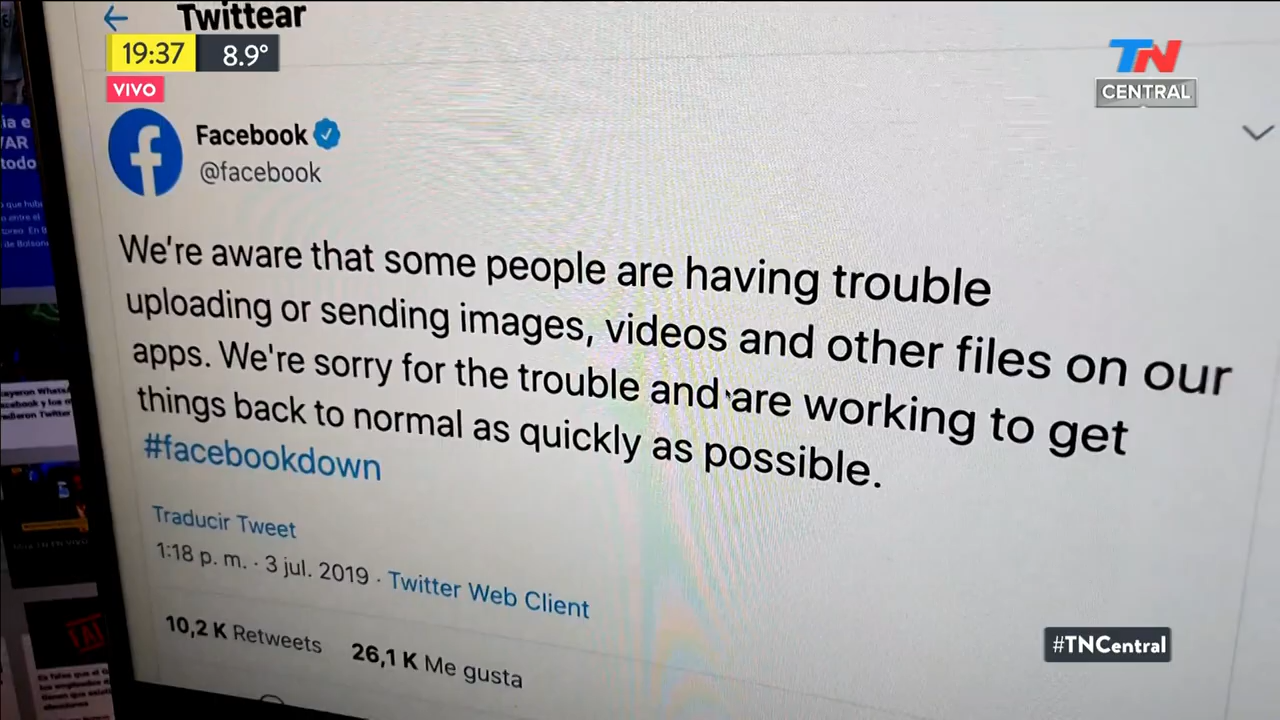 Twittear
19:37 8.9°
VIVO
TN
CENTRAL
Facebook
@facebook
We're aware that some people are having trouble
uploading or sending images, videos and other files on our
apps. We're sorry for the trouble and are working to get
things back to normal as quickly as possible.
#facebookdown
Traducir Tweet
1:18 p. m. · 3 jul. 2019 · Twitter Web Client
10,2 K Retweets 26,1 K Me gusta
#TNCentral
ia e
todo